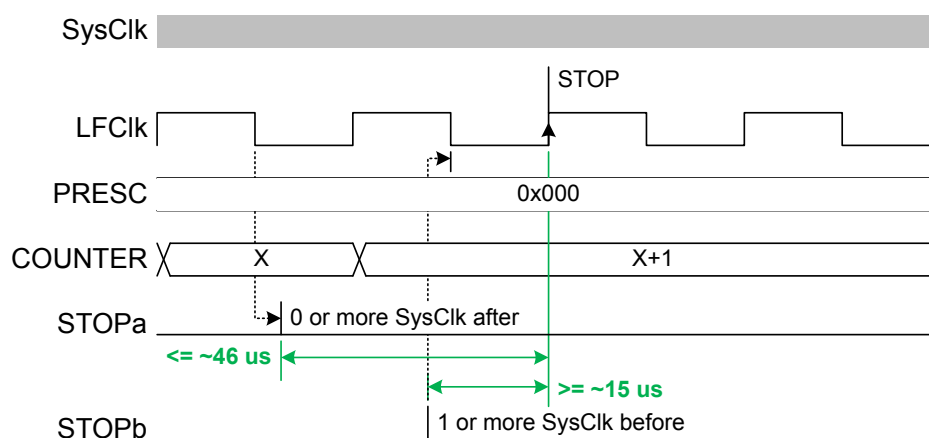 SysClk
STOP
LFClk
PRESC
0x000
COUNTER
X
X+1
STOPa
0 or more SysClk after
<= ~46 us
>= ~15 us
STOPb
1 or more SysClk before